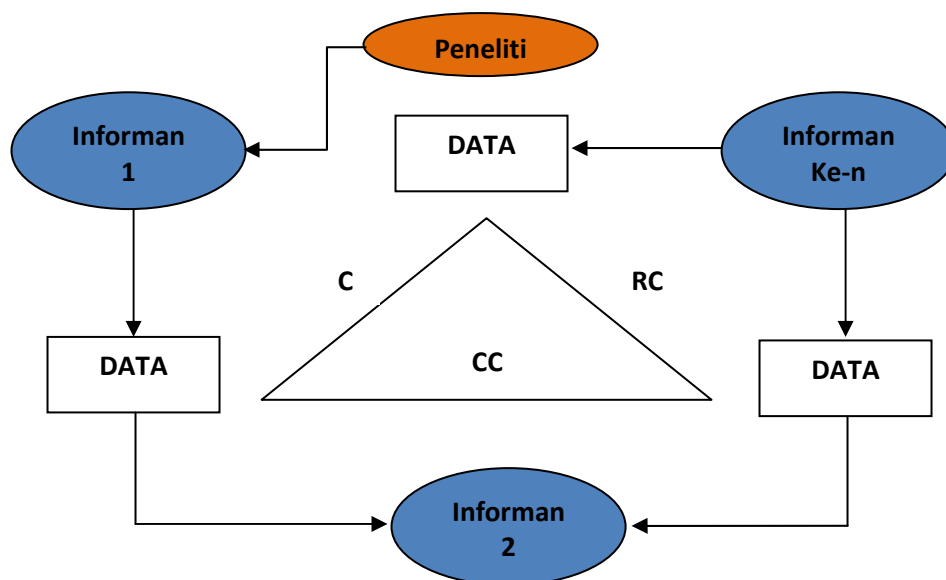 Peneliti
Informan
1
DATA
Informan
Ke-n
C
RC
DATA
CC
DATA
Informan
2